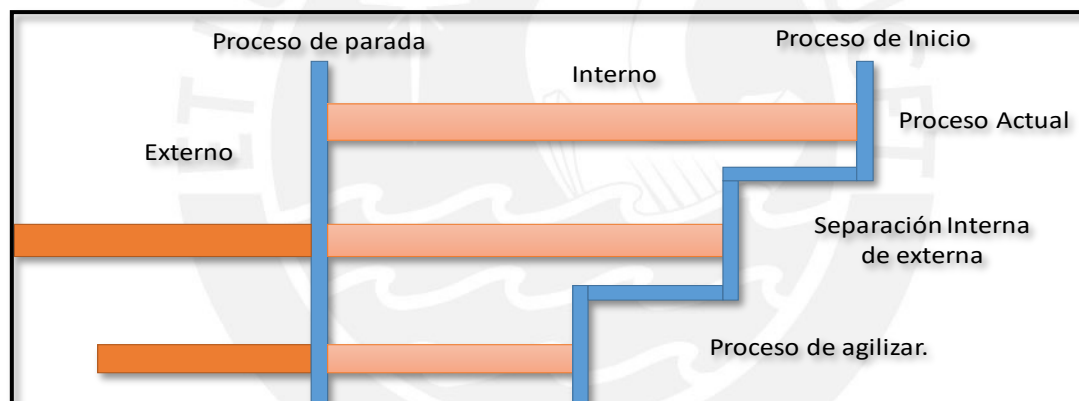 Proceso de parada
Proceso de Inicio
Interno
Proceso Actual
Externo
Separación Interna
de externa
Proceso de agilizar.